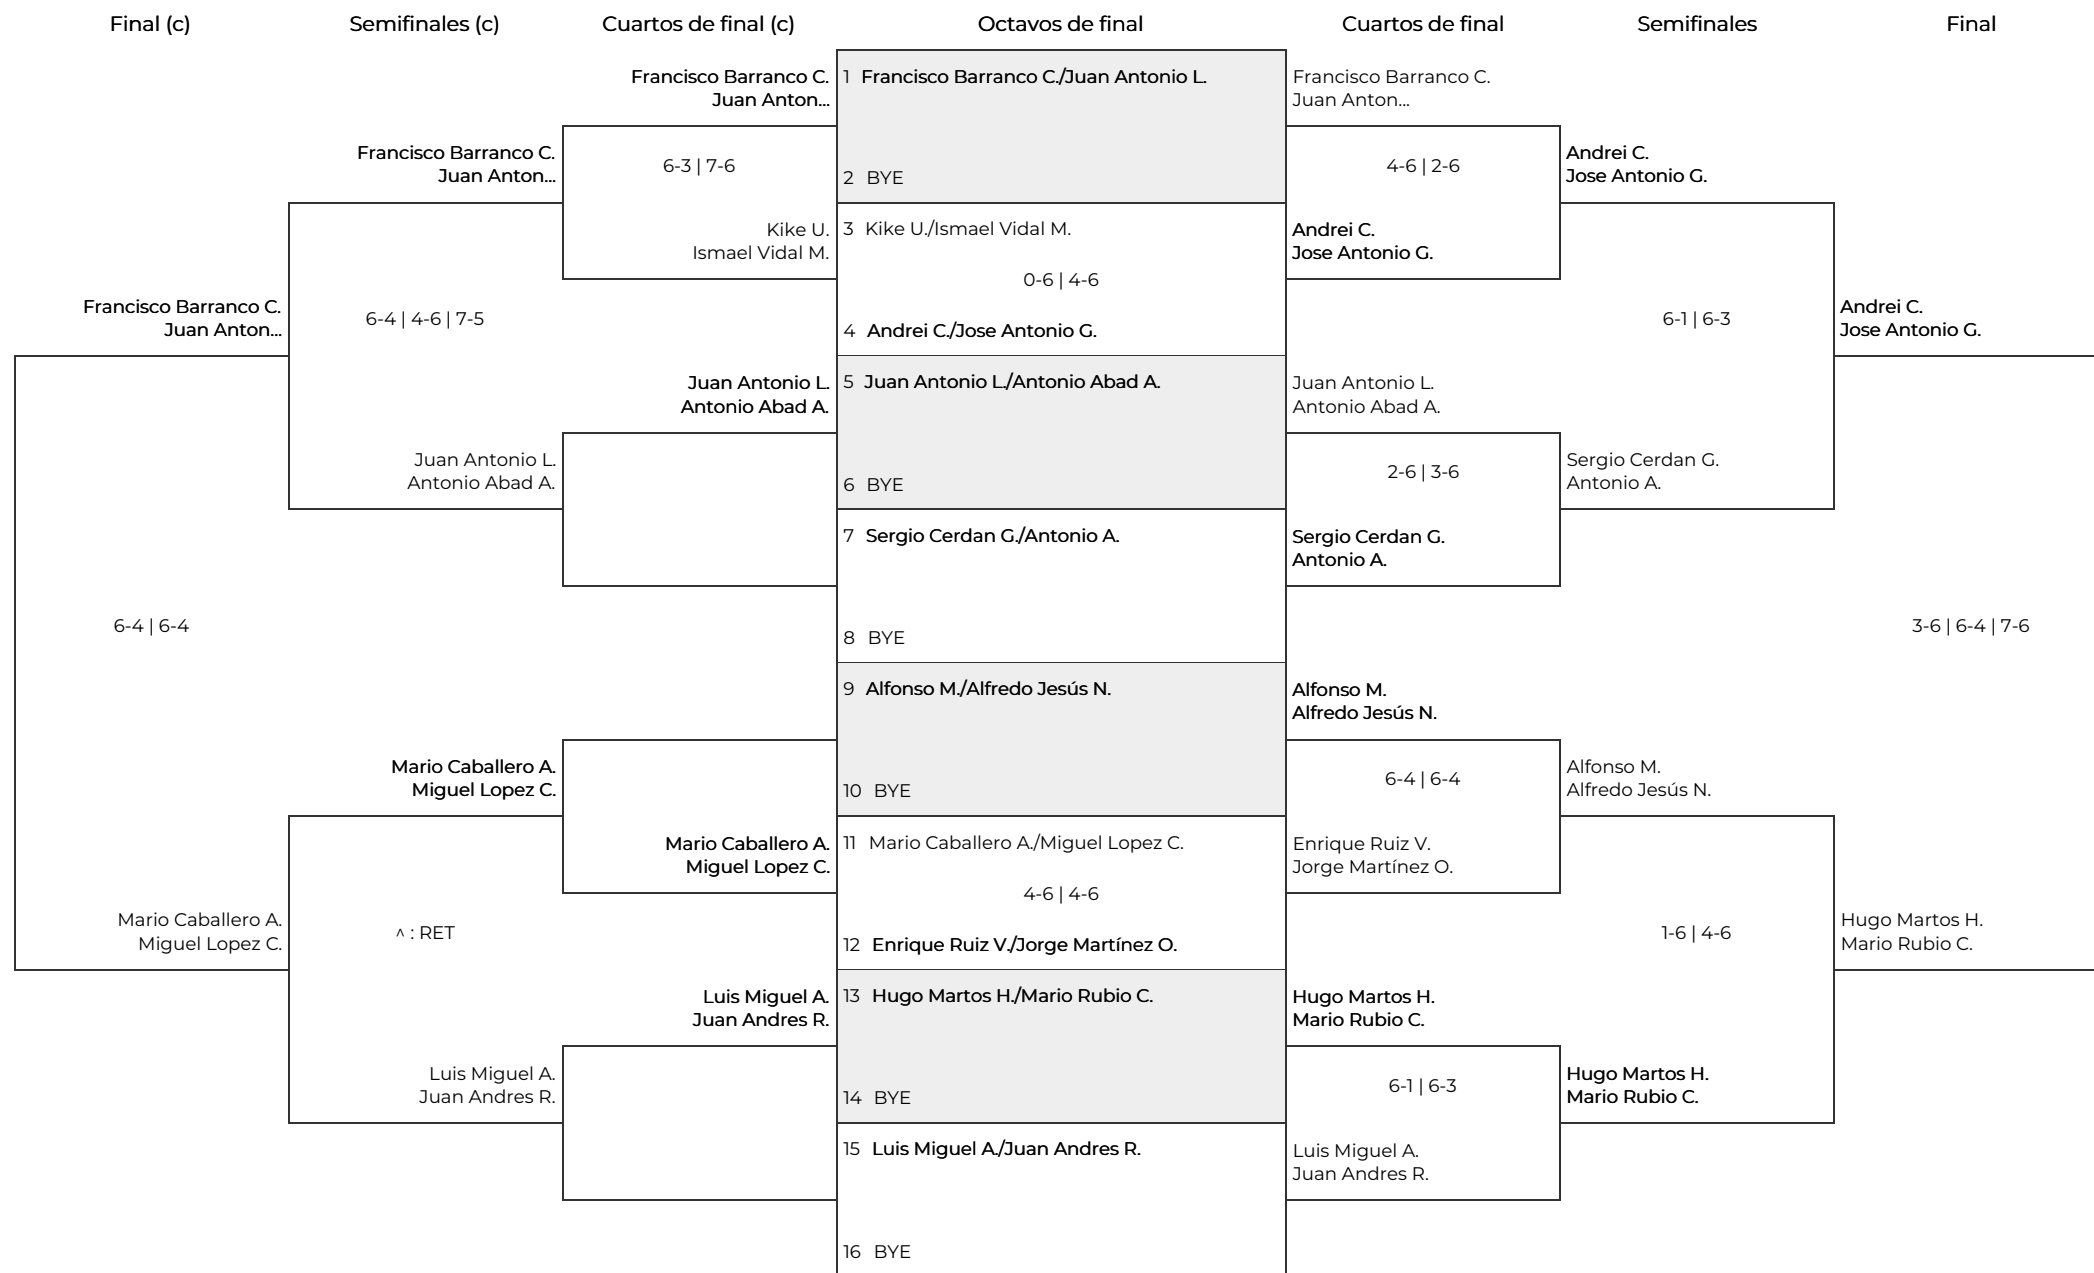 Final (c)
Semifinales (c)
Cuartos de final (c)
Octavos de final
Cuartos de final
Semifinales
Final
Francisco Barranco C.
Juan Anton...
6-4 | 6-4
Mario Caballero A.
Miguel Lopez C.
Francisco Barranco C.
Juan Anton...
6-4 | 4-6 | 7-5
Juan Antonio L.
Antonio Abad A.
Mario Caballero A.
Miguel Lopez C.
^ : RET
Luis Miguel A.
Juan Andres R.
Francisco Barranco C.
Juan Anton...
6-3 | 7-6
Kike U.
Ismael Vidal M.
Juan Antonio L.
Antonio Abad A.
Mario Caballero A.
Miguel Lopez C.
Luis Miguel A.
Juan Andres R.
1 Francisco Barranco C./Juan Antonio L.
2 BYE
3 Kike U./Ismael Vidal M.
0-6 | 4-6
4 Andrei C./Jose Antonio G.
5 Juan Antonio L./Antonio Abad A.
6 BYE
7 Sergio Cerdan G./Antonio A.
8 BYE
9 Alfonso M./Alfredo Jesús N.
10 BYE
11 Mario Caballero A./Miguel Lopez C.
4-6 | 4-6
12 Enrique Ruiz V./Jorge Martínez O.
13 Hugo Martos H./Mario Rubio C.
14 BYE
15 Luis Miguel A./Juan Andres R.
16 BYE
Francisco Barranco C.
Juan Anton...
4-6 | 2-6
Andrei C.
Jose Antonio G.
Juan Antonio L.
Antonio Abad A.
2-6 | 3-6
Sergio Cerdan G.
Antonio A.
Alfonso M.
Alfredo Jesús N.
6-4 | 6-4
Enrique Ruiz V.
Jorge Martínez O.
Hugo Martos H.
Mario Rubio C.
6-1 | 6-3
Luis Miguel A.
Juan Andres R.
Andrei C.
Jose Antonio G.
6-1 | 6-3
Sergio Cerdan G.
Antonio A.
Alfonso M.
Alfredo Jesús N.
1-6 | 4-6
Hugo Martos H.
Mario Rubio C.
Andrei C.
Jose Antonio G.
3-6 | 6-4 | 7-6
Hugo Martos H.
Mario Rubio C.